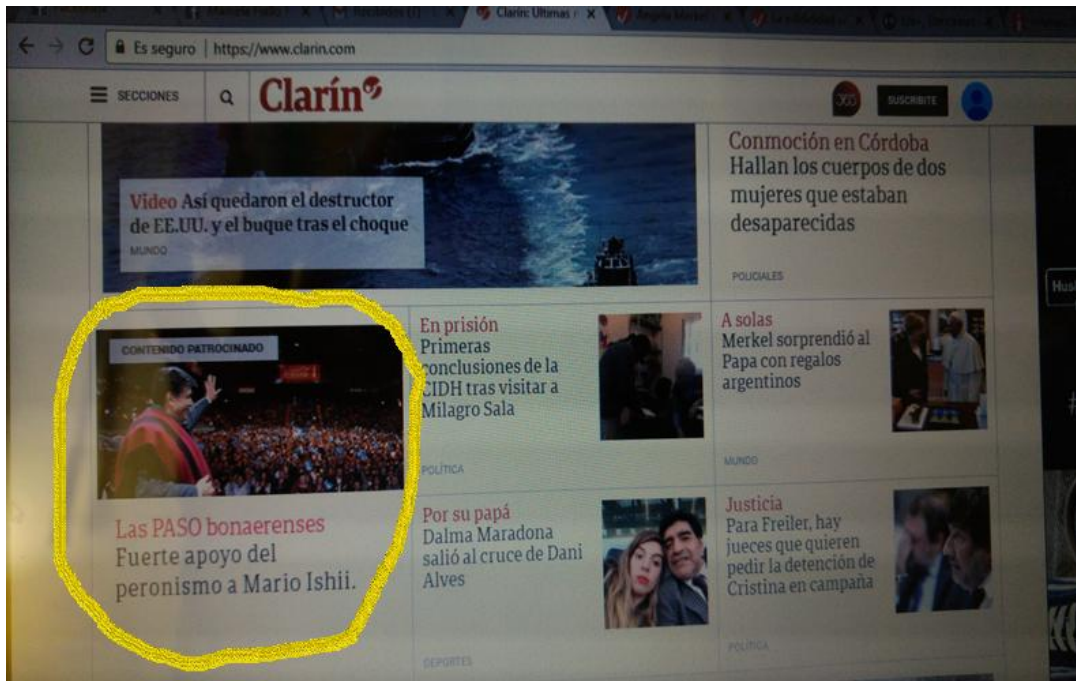 Clarín: Últimas n
Es seguro | https://www.clarin.com
SECCIONES
Clarín
360
SUSCRIBITE
Video Así quedaron el destructor
de EE.UU. y el buque tras el choque
MUNDO
Conmoción en Córdoba
Hallan los cuerpos de dos
mujeres que estaban
desaparecidas
POLICIALES
CONTENIDO PATROCINADO
Las PASO bonaerenses
Fuerte apoyo del
peronismo a Mario Ishii.
En prisión
Primeras
conclusiones de la
CIDH tras visitar a
Milagro Sala
POLÍTICA
A solas
Merkel sorprendió al
Papa con regalos
argentinos
MUNDO
Por su papá
Dalma Maradona
salió al cruce de Dani
Alves
DEPORTES
Justicia
Para Freiler, hay
jueces que quieren
pedir la detención de
Cristina en campaña
POLÍTICA